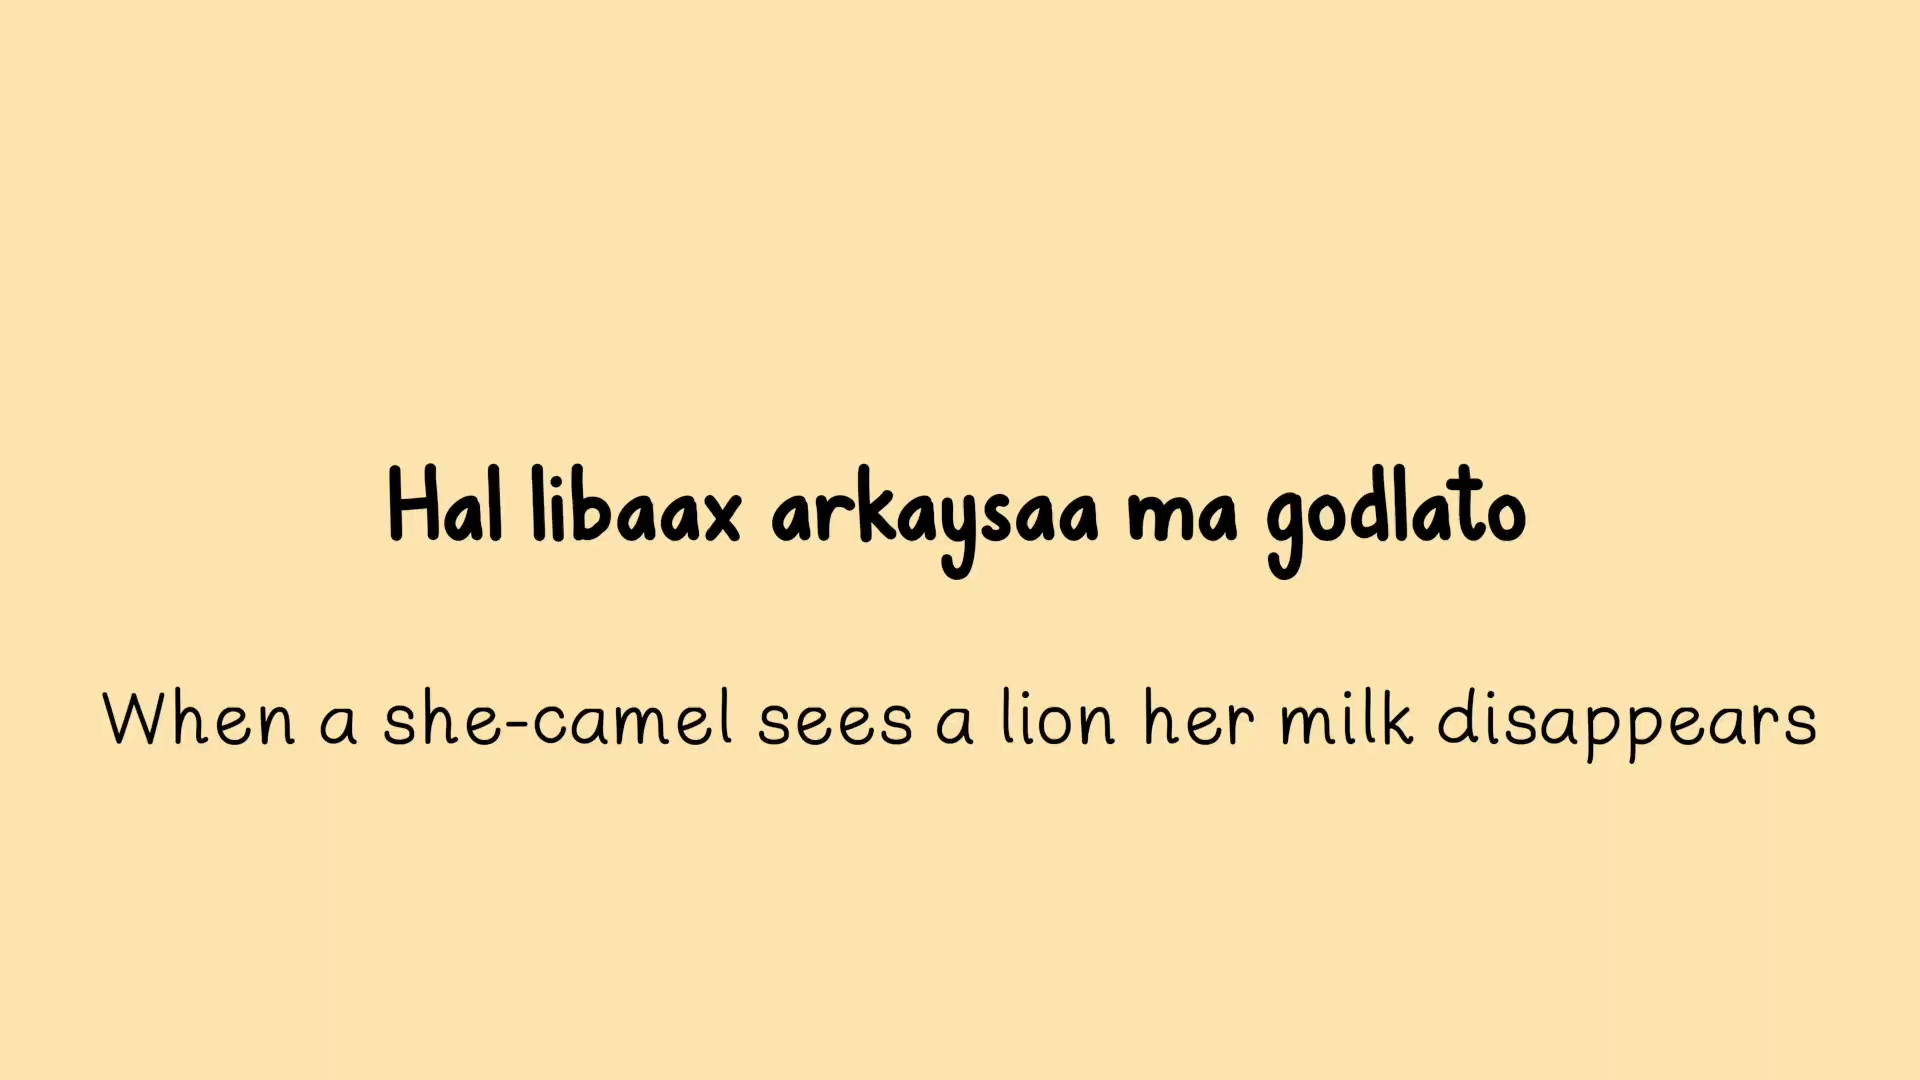 Hal libaax arkaysaa ma godlato
When a she-camel sees a lion her milk disappears